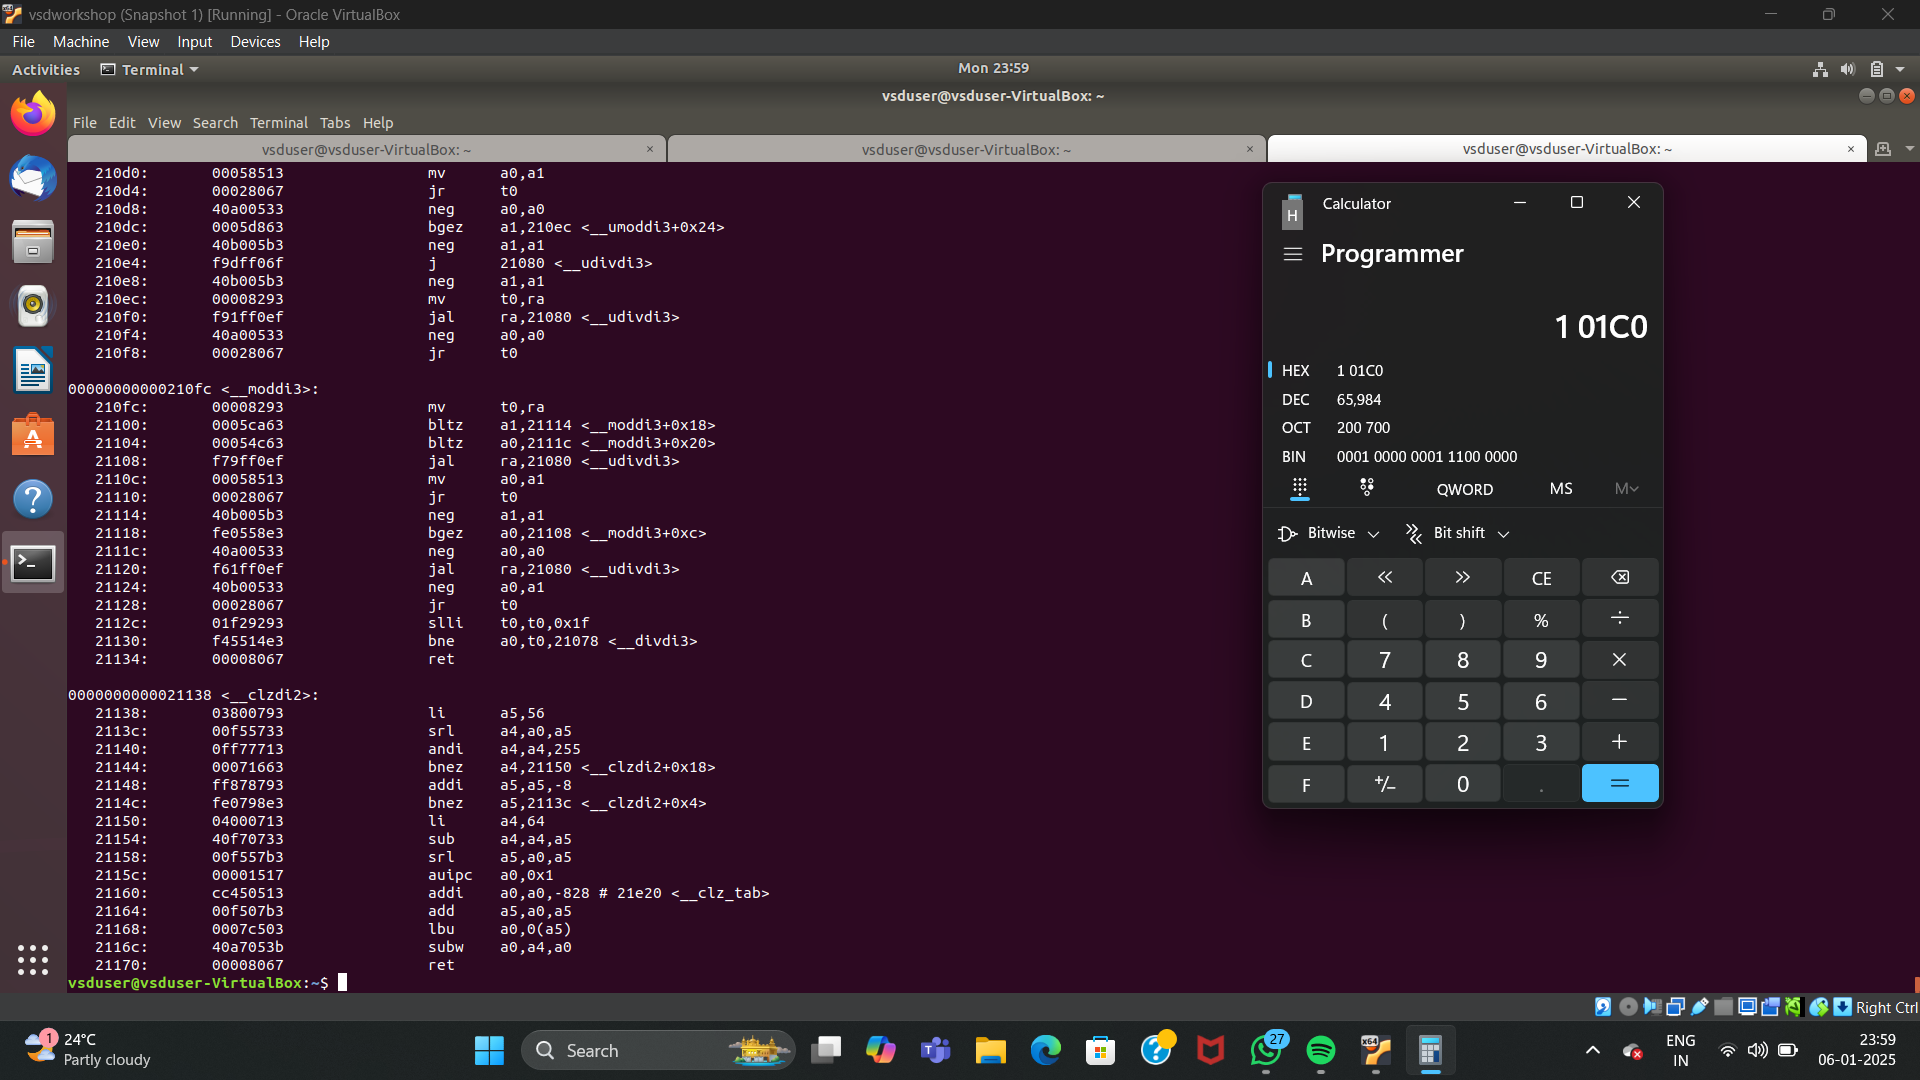 vsdworkshop (Snapshot 1) [Running] - Oracle VirtualBox
File Machine View Input Devices Help
Activities Terminal Mon 23:59
vsduser@vsduser-VirtualBox: ~
File Edit View Search Terminal Tabs Help
vsduser@vsduser-VirtualBox: ~ × vsduser@vsduser-VirtualBox: ~ × vsduser@vsduser-VirtualBox: ~ ×
210d0: 00058513 mv a0,a1
210d4: 00028067 jr t0
210d8: 40a00533 neg a0,a0
210dc: 0005d863 bgez a1,210ec <__umoddi3+0x24>
210e0: 40b005b3 neg a1,a1
210e4: f9dff06f j 21080 <__udivdi3>
210e8: 40b005b3 neg a1,a1
210ec: 00008293 mv t0,ra
210f0: f91ff0ef jal ra,21080 <__udivdi3>
210f4: 40a00533 neg a0,a0
210f8: 00028067 jr t0
00000000000210fc <__moddi3>:
210fc: 00008293 mv t0,ra
21100: 0005ca63 bltz a1,21114 <__moddi3+0x18>
21104: 00054c63 bltz a0,2111c <__moddi3+0x20>
21108: f79ff0ef jal ra,21080 <__udivdi3>
2110c: 00058513 mv a0,a1
21110: 00028067 jr t0
21114: 40b005b3 neg a1,a1
21118: fe0558e3 bgez a0,21108 <__moddi3+0xc>
2111c: 40a00533 neg a0,a0
21120: f61ff0ef jal ra,21080 <__udivdi3>
21124: 40b00533 neg a0,a1
21128: 00028067 jr t0
2112c: 01f29293 slli t0,t0,0x1f
21130: f45514e3 bne a0,t0,21078 <__divdi3>
21134: 00008067 ret
0000000000021138 <__clzdi2>:
21138: 03800793 li a5,56
2113c: 00f55733 srl a4,a0,a5
21140: 0ff77713 andi a4,a4,255
21144: 00071663 bnez a4,21150 <__clzdi2+0x18>
21148: ff878793 addi a5,a5,-8
2114c: fe0798e3 bnez a5,2113c <__clzdi2+0x4>
21150: 04000713 li a4,64
21154: 40f70733 sub a4,a4,a5
21158: 00f557b3 srl a5,a0,a5
2115c: 00001517 auipc a0,0x1
21160: cc450513 addi a0,a0,-828 # 21e20 <__clz_tab>
21164: 00f507b3 add a5,a0,a5
21168: 0007c503 lbu a0,0(a5)
2116c: 40a7053b subw a0,a4,a0
21170: 00008067 ret
vsduser@vsduser-VirtualBox:~$
H Calculator
Programmer
1 01C0
HEX 1 01C0
DEC 65,984
OCT 200 700
BIN 0001 0000 0001 1100 0000
QWORD MS M
Bitwise Bit shift
A « » CE
B ( ) % ÷
C 7 8 9 ×
D 4 5 6 −
E 1 2 3 +
F +/− 0 . =
Right Ctrl
1 24°C
Partly cloudy
Search
27
x64
ENG
IN
23:59
06-01-2025